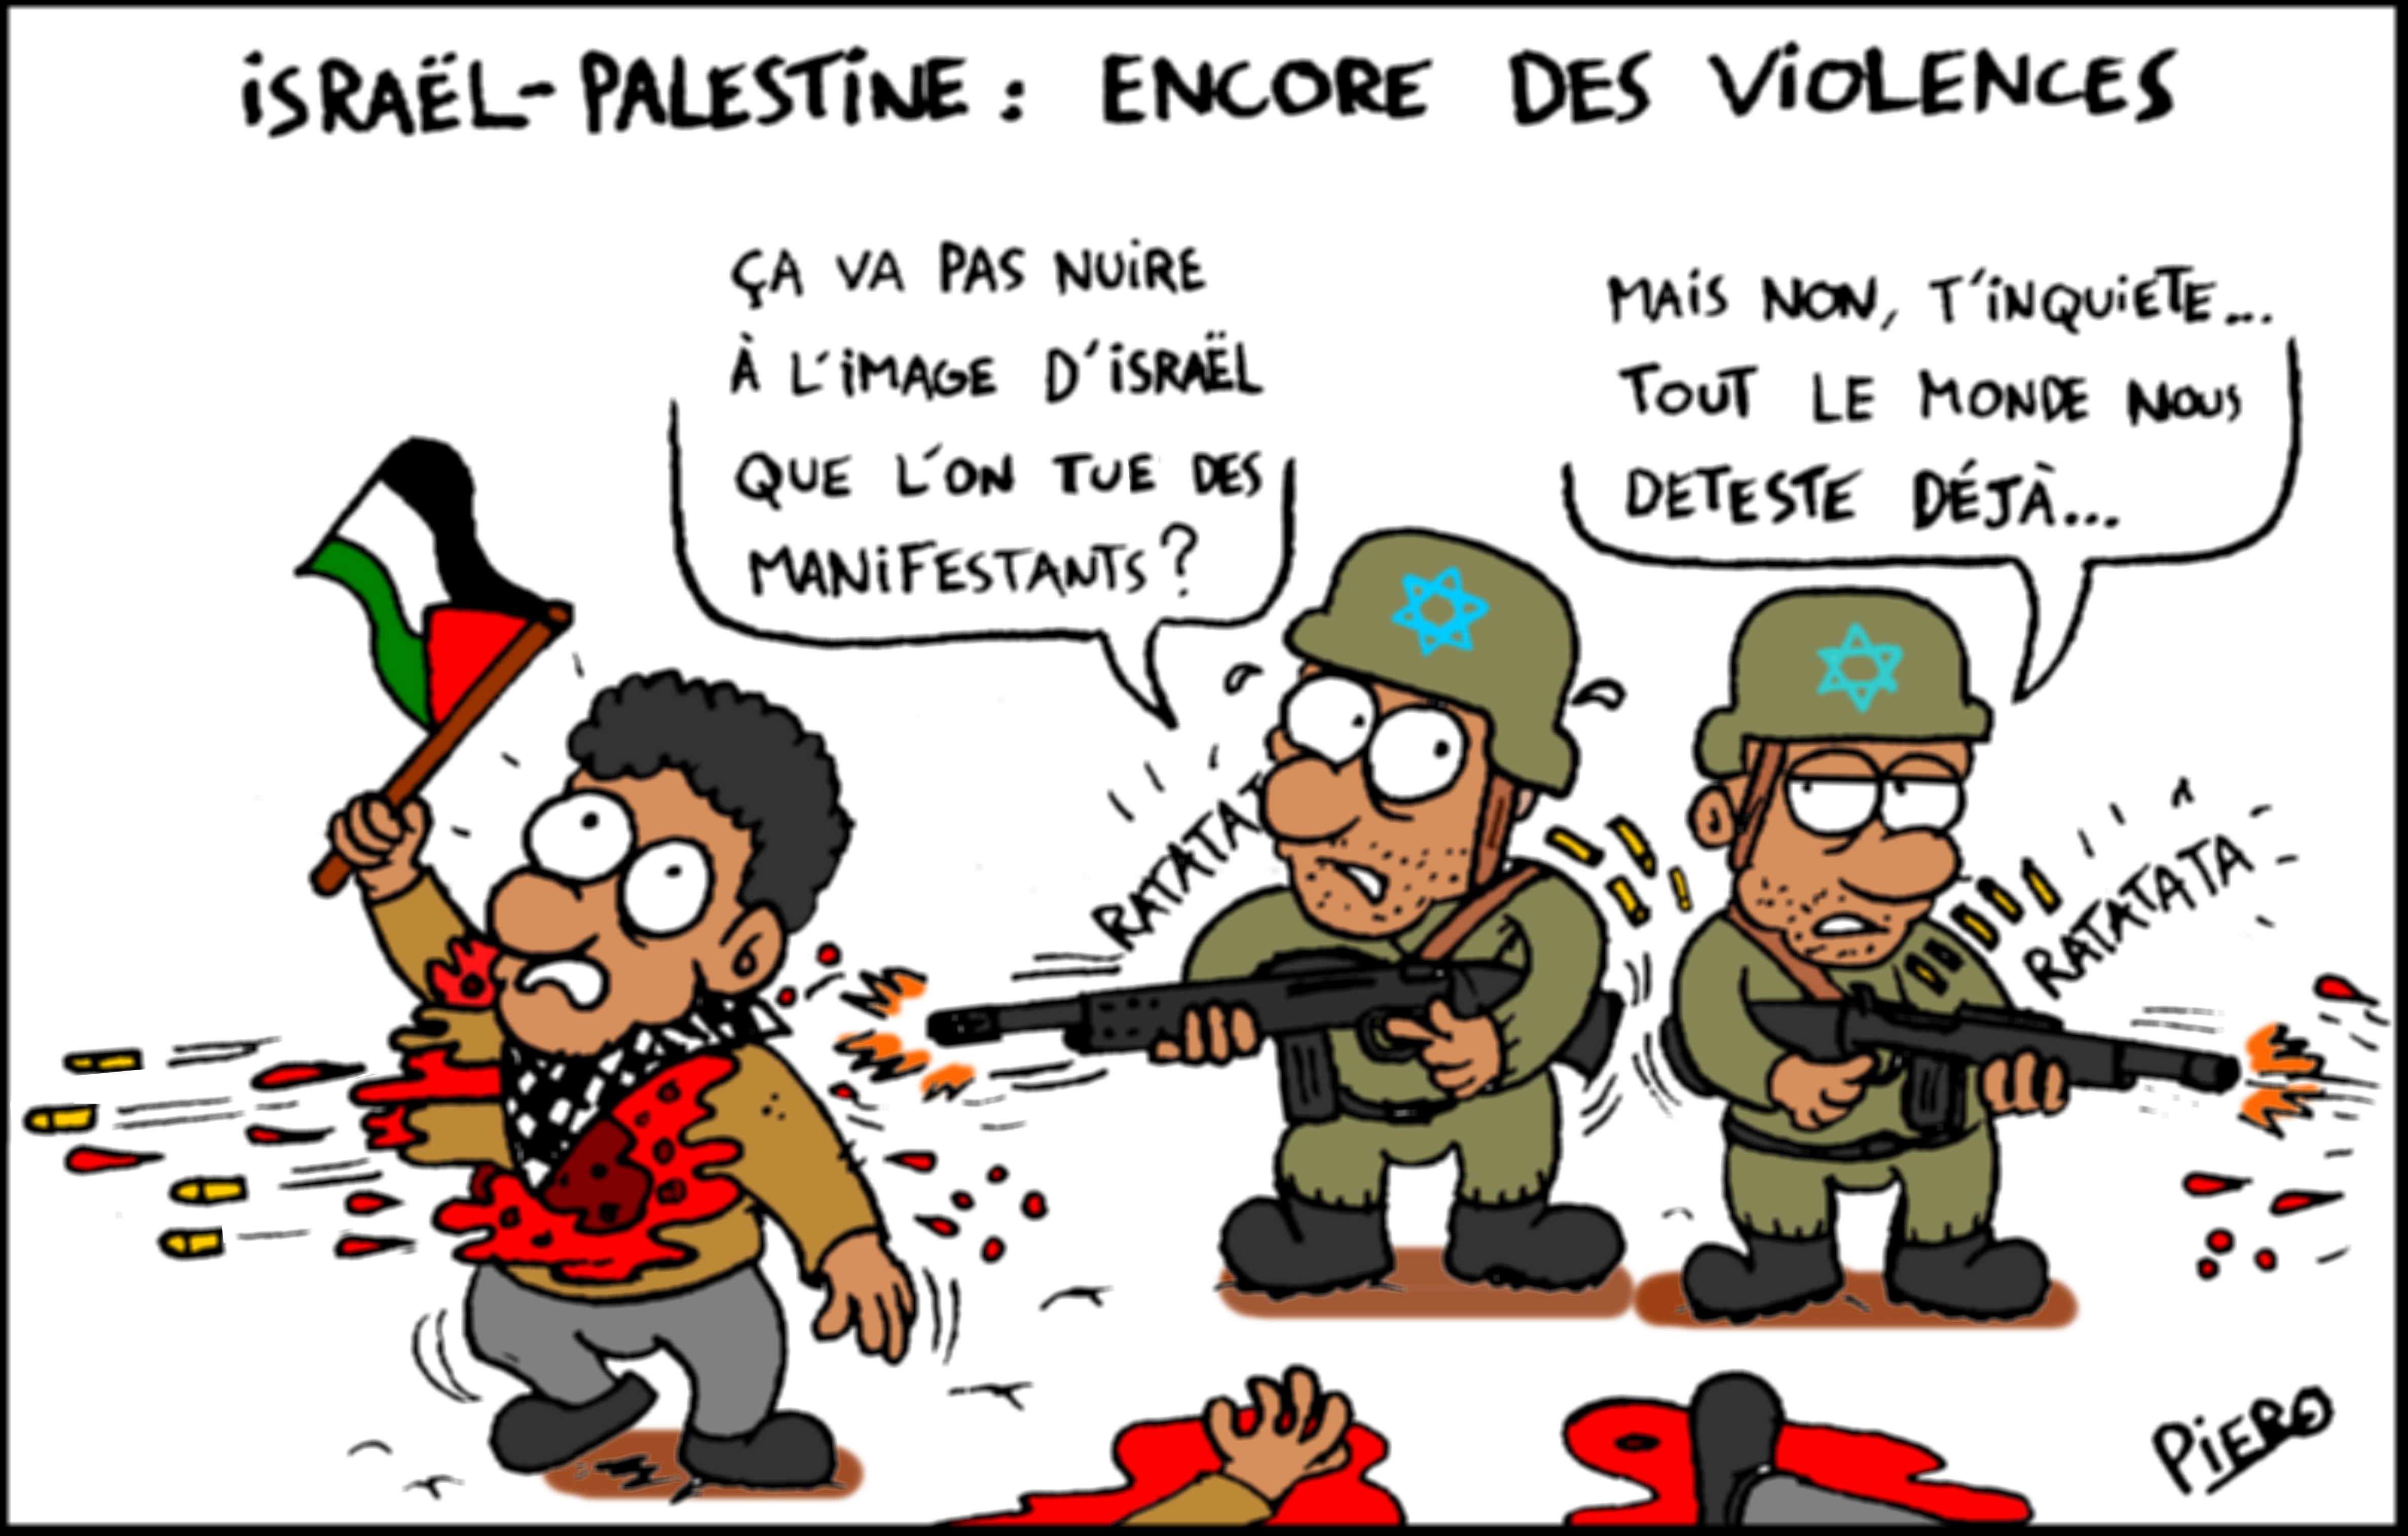 iSRAËL-PALESTiNE : ENCORE DES ViOLENCES
ÇA VA PAS NUiRE
À L'iMAGE D'iSRAËL
QUE L'ON TUE DES
MANiFESTANTS ?
MAiS NON, T'iNQUiETE...
TOUT LE MONDE NOUS
DETESTE DÉJÀ...
RATATAT
RATATATA
PiERO